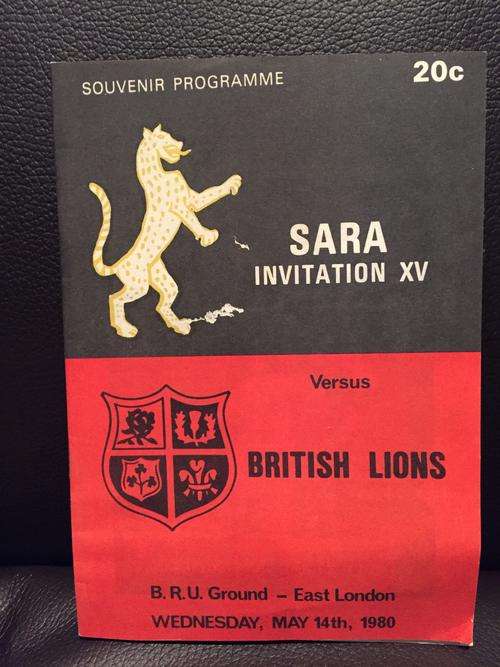 SOUVENIR PROGRAMME
20c
SARA
INVITATION XV
Versus
BRITISH LIONS
B.R.U. Ground – East London
WEDNESDAY, MAY 14th, 1980